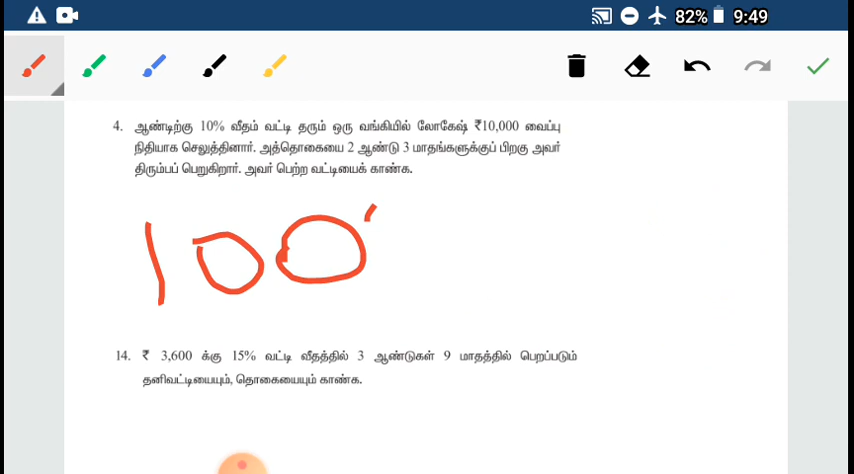 82% 9:49
4. ஆண்டிற்கு 10% வீதம் வட்டி தரும் ஒரு வங்கியில் லோகேஷ் ₹10,000 வைப்பு
நிதியாக செலுத்தினார். அத்தொகையை 2 ஆண்டு 3 மாதங்களுக்குப் பிறகு அவர்
திரும்பப் பெறுகிறார். அவர் பெற்ற வட்டியைக் காண்க.
100'
14. ₹ 3,600 க்கு 15% வட்டி வீதத்தில் 3 ஆண்டுகள் 9 மாதத்தில் பெறப்படும்
தனிவட்டியையும், தொகையையும் காண்க.